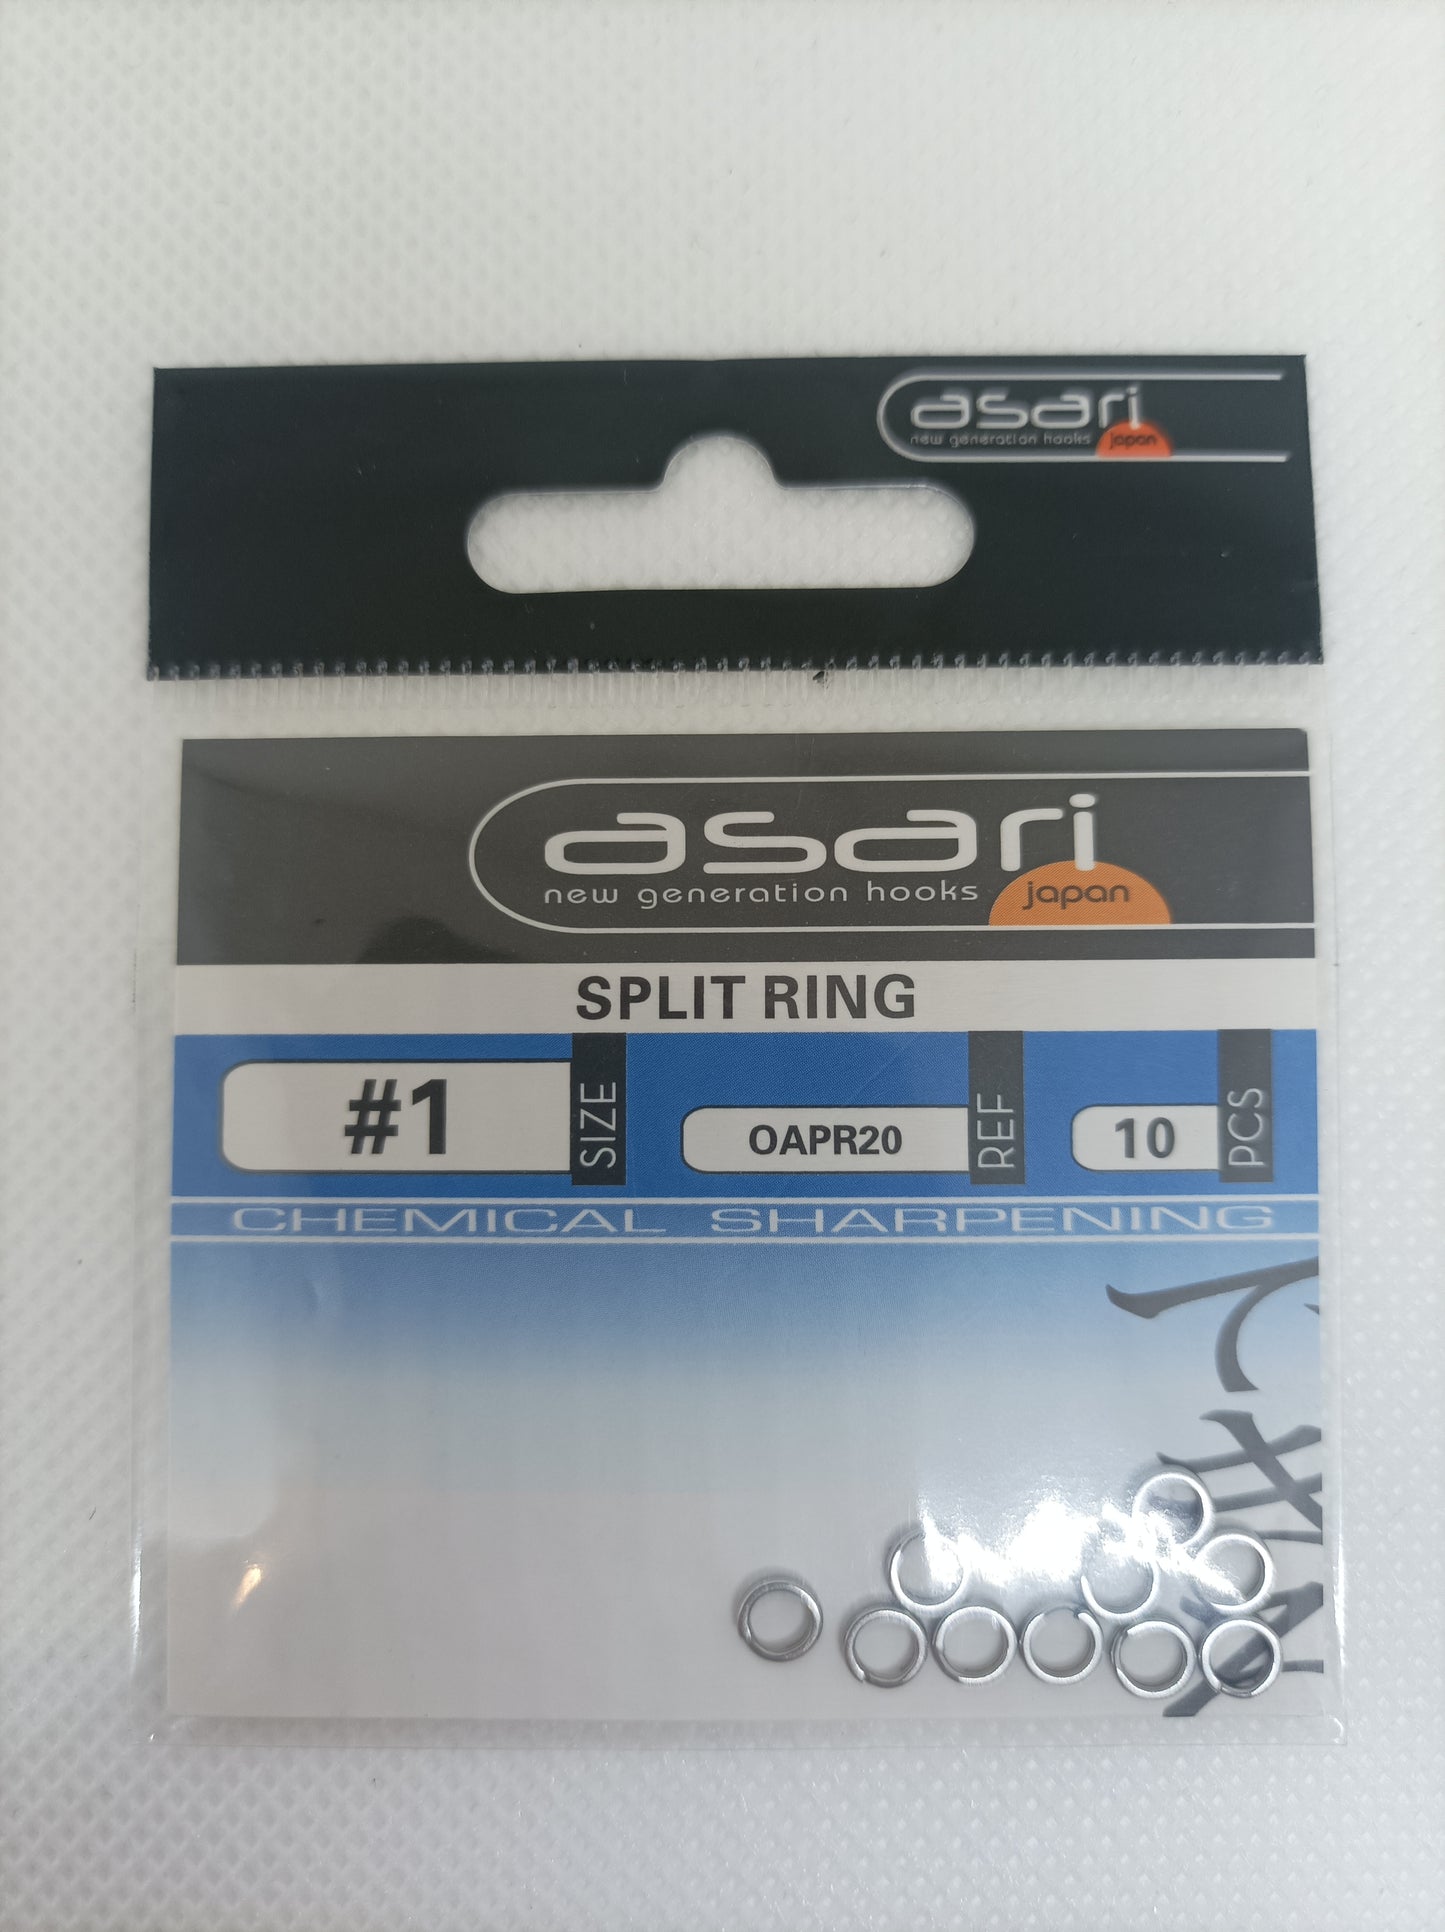 asari
new generation hooks japan
asari
new generation hooks japan
SPLIT RING
#1 SIZE OAPR20 REF 10 PCS
CHEMICAL SHARPENING